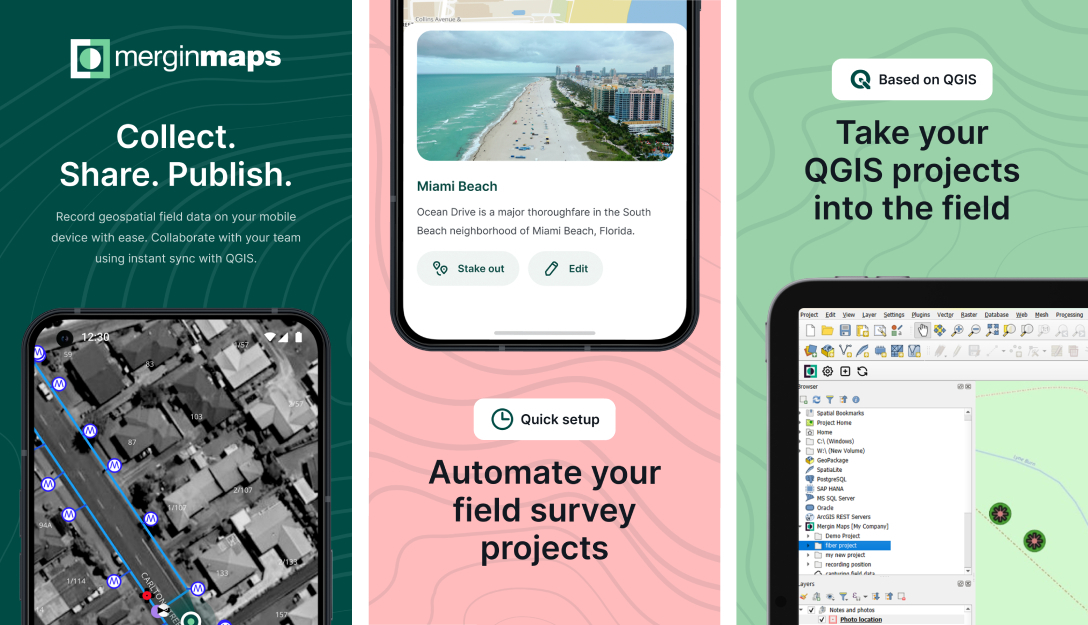 merginmaps
Collect.
Share. Publish.
Record geospatial field data on your mobile
device with ease. Collaborate with your team
using instant sync with QGIS.
12:30
59
83
1/57
103
87
2/107
1/107
94A
1/114
133
157
Collins Avenue &
Miami Beach
Ocean Drive is a major thoroughfare in the South
Beach neighborhood of Miami Beach, Florida.
Stake out
Edit
Quick setup
Automate your
field survey
projects
Based on QGIS
Take your
QGIS projects
into the field
Project Edit View Layer Settings Plugins Vector Raster Database Web Mesh Processing
Browser
Spatial Bookmarks
Project Home
Home
C:\ (Windows)
W:\ (New Volume)
GeoPackage
SpatiaLite
PostgreSQL
SAP HANA
MS SQL Server
Oracle
ArcGIS REST Servers
Mergin Maps [My Company]
Demo Project
fiber project
my new project
recording position
capturing field data
Layers
Notes and photos
Photo location